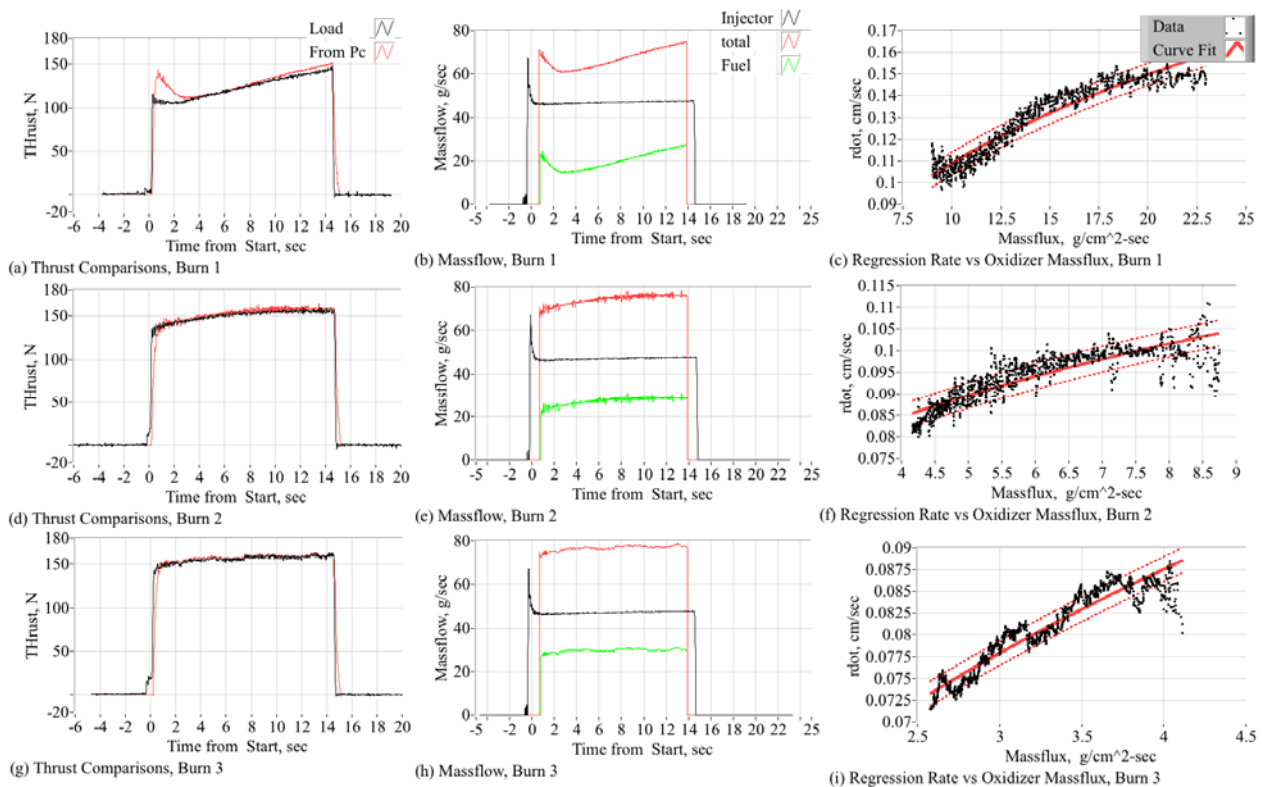 Load
From Pc
180
150
100
50
-20
THrust, N
-6 -4 -2 0 2 4 6 8 10 12 14 16 18 20
Time from Start, sec
(a) Thrust Comparisons, Burn 1
Injector
total
Fuel
80
60
40
20
0
Massflow, g/sec
-5 -2 0 2 4 6 8 10 12 14 16 18 20 22 25
Time from Start, sec
(b) Massflow, Burn 1
Data
Curve Fit
0.17
0.16
0.15
0.14
0.13
0.12
0.11
0.1
0.09
rdot, cm/sec
7.5 10 15 17.5 20 22.5 25
Massflux, g/cm^2-sec
(c) Regression Rate vs Oxidizer Massflux, Burn 1
180
150
100
50
-20
THrust, N
-6 -4 -2 0 2 4 6 8 10 12 14 16 18 20
Time from Start, sec
(d) Thrust Comparisons, Burn 2
80
60
40
20
0
Massflow, g/sec
-5 -2 0 2 4 6 8 10 12 14 16 18 20 22 25
Time from Start, sec
(e) Massflow, Burn 2
0.115
0.11
0.105
0.1
0.095
0.09
0.085
0.08
0.075
rdot, cm/sec
4 4.5 5 5.5 6 6.5 7 7.5 8 8.5 9
Massflux, g/cm^2-sec
(f) Regression Rate vs Oxidizer Massflux, Burn 2
180
150
100
50
-20
THrust, N
-6 -4 -2 0 2 4 6 8 10 12 14 16 18 20
Time from Start, sec
(g) Thrust Comparisons, Burn 3
80
60
40
20
0
Massflow, g/sec
-5 -2 0 2 4 6 8 10 12 14 16 18 20 22 25
Time from Start, sec
(h) Massflow, Burn 3
0.09
0.0875
0.085
0.0825
0.08
0.0775
0.075
0.0725
0.07
rdot, cm/sec
2.5 3 3.5 4 4.5
Massflux, g/cm^2-sec
(i) Regression Rate vs Oxidizer Massflux, Burn 3